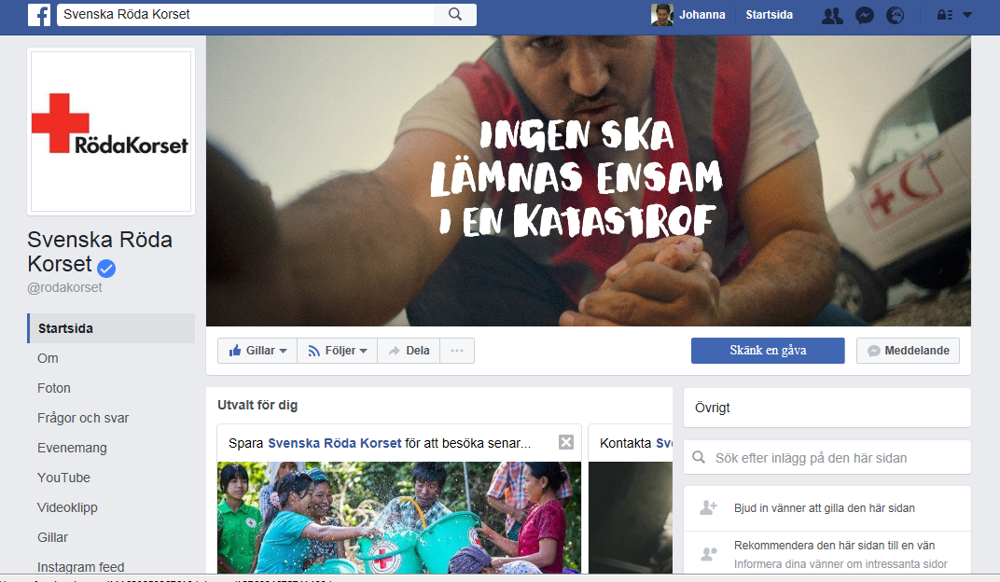 Svenska Röda Korset
Johanna
Startsida
RödaKorset
INGEN SKA
LÄMNAS ENSAM
I EN KATASTROF
Svenska Röda
Korset
@rodakorset
Startsida
Om
Foton
Frågor och svar
Evenemang
YouTube
Videoklipp
Gillar
Instagram feed
Gillar
Följer
Dela
Skänk en gåva
Meddelande
Utvalt för dig
Spara Svenska Röda Korset för att besöka senar...
Kontakta Sv
Övrigt
Sök efter inlägg på den här sidan
Bjud in vänner att gilla den här sidan
Rekommendera den här sidan till en vän
Informera dina vänner om intressanta sidor